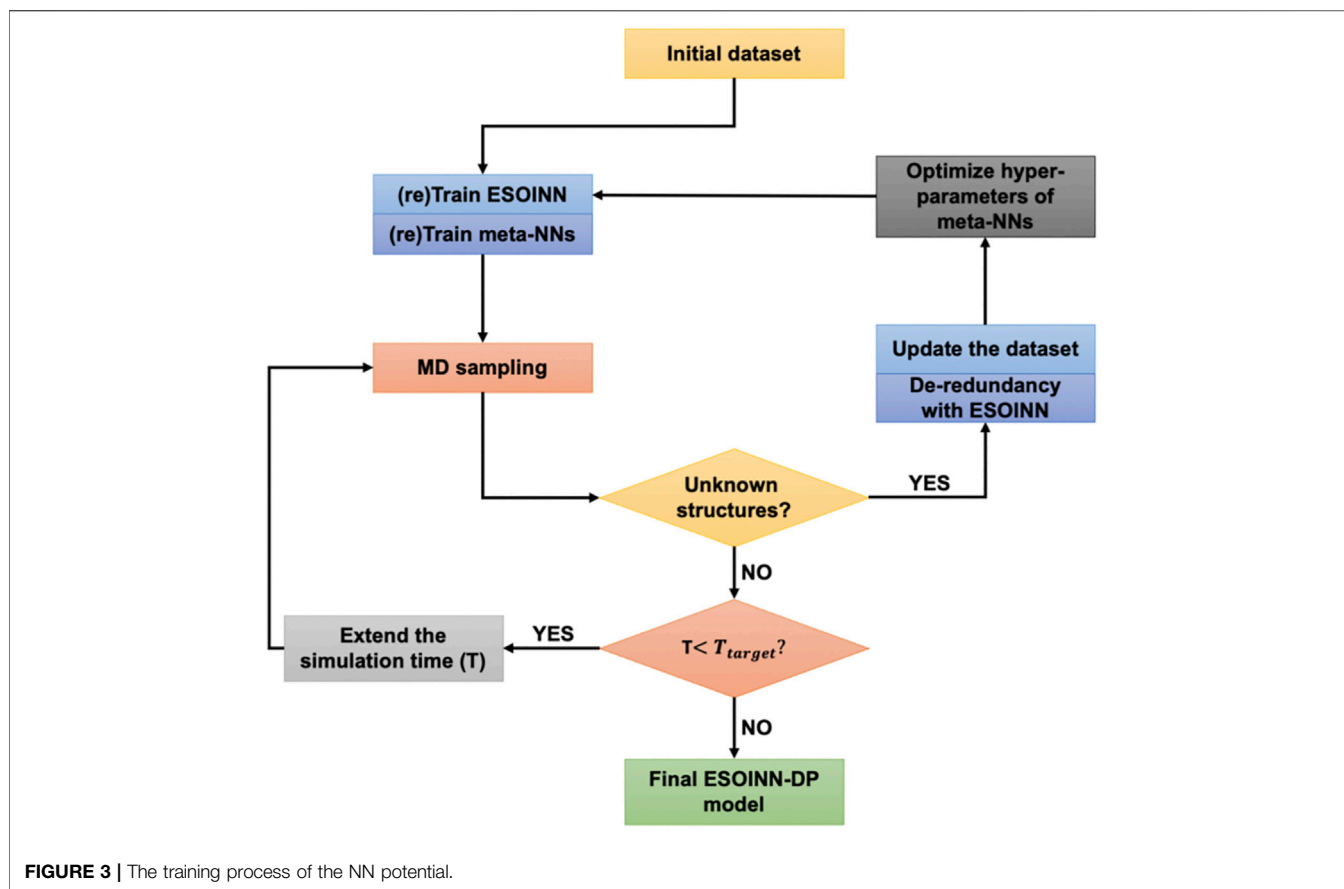 Initial dataset
(re)Train ESOINN
(re)Train meta-NNs
Optimize hyper-
parameters of
meta-NNs
MD sampling
Update the dataset
De-redundancy
with ESOINN
Unknown
structures?
YES
NO
Extend the
simulation time (T)
YES
T< T_target?
NO
Final ESOINN-DP
model
FIGURE 3 | The training process of the NN potential.